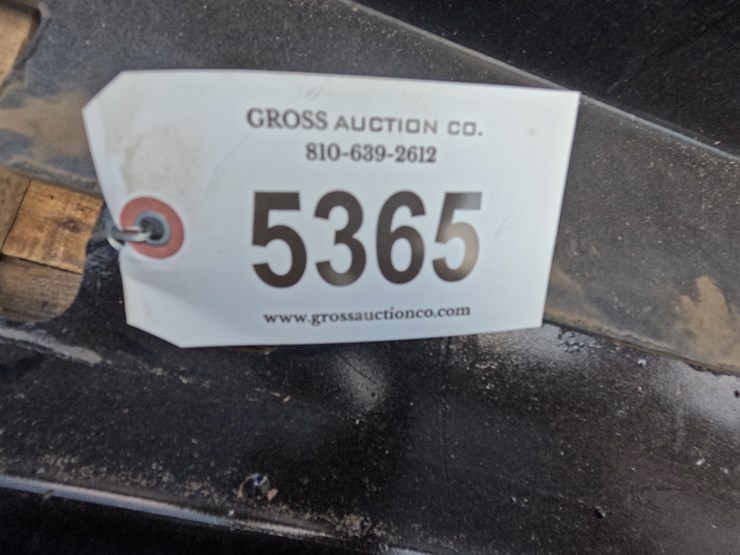 GROSS AUCTION CO.
810-639-2612
5365
www.grossauctionco.com